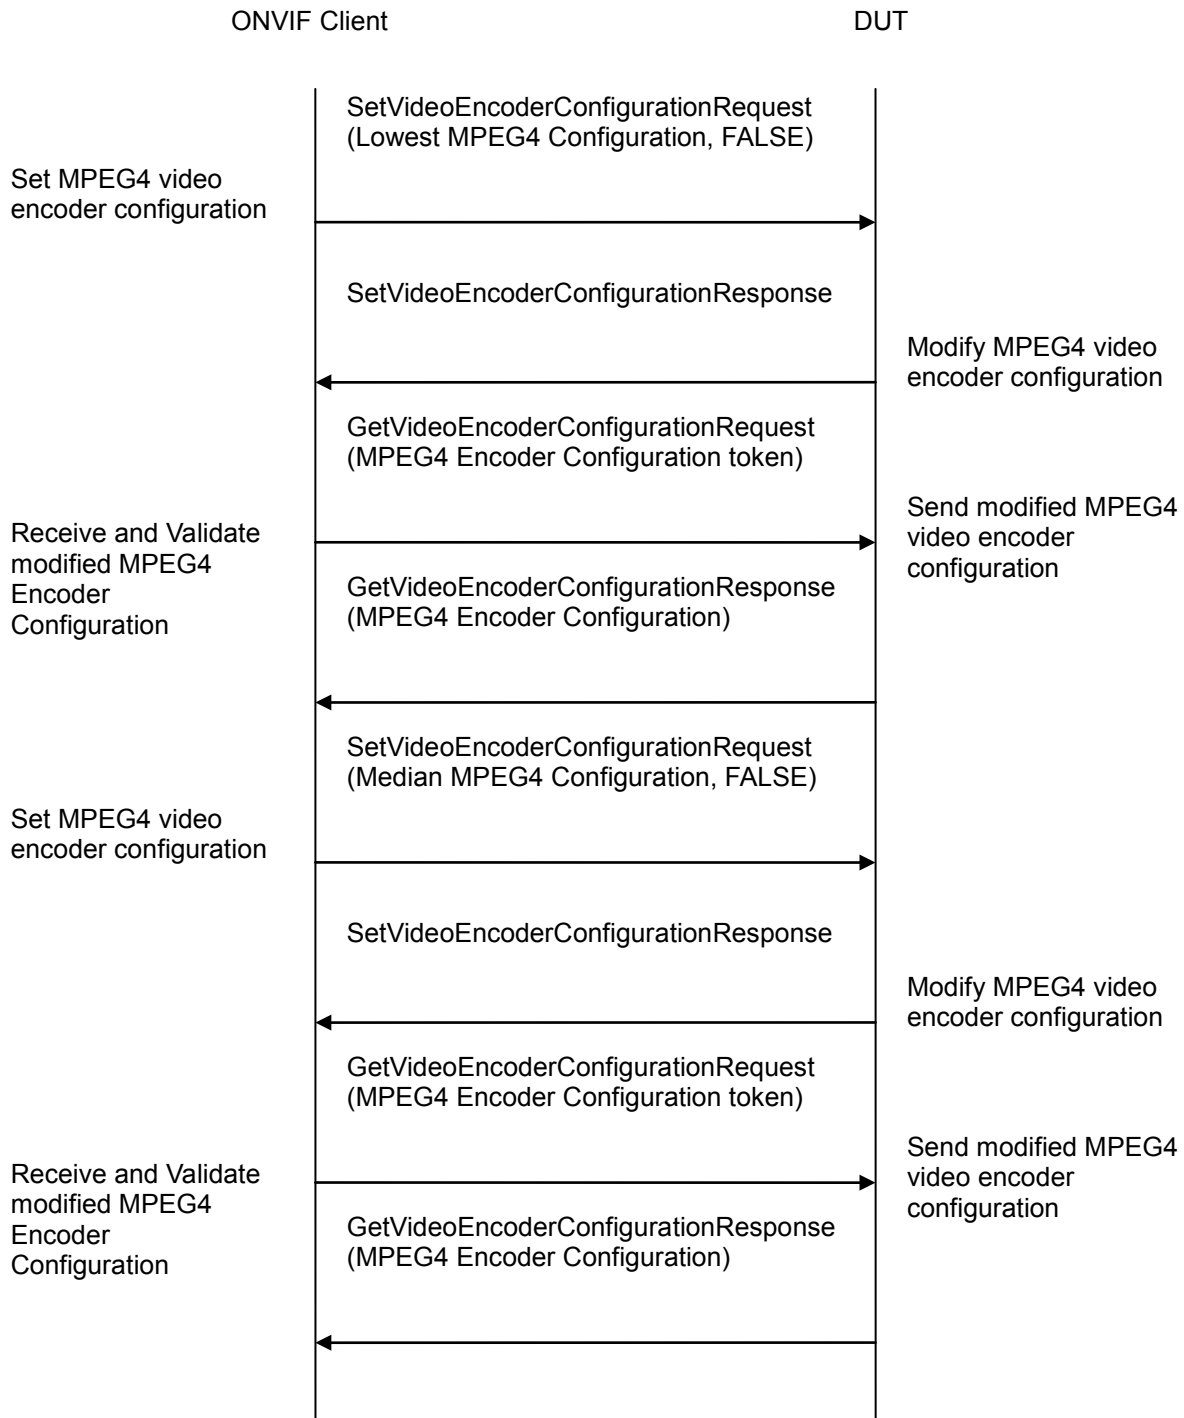 ONVIF Client
DUT
SetVideoEncoderConfigurationRequest
(Lowest MPEG4 Configuration, FALSE)
Set MPEG4 video
encoder configuration
SetVideoEncoderConfigurationResponse
Modify MPEG4 video
encoder configuration
GetVideoEncoderConfigurationRequest
(MPEG4 Encoder Configuration token)
Send modified MPEG4
video encoder
configuration
Receive and Validate
modified MPEG4
Encoder
Configuration
GetVideoEncoderConfigurationResponse
(MPEG4 Encoder Configuration)
SetVideoEncoderConfigurationRequest
(Median MPEG4 Configuration, FALSE)
Set MPEG4 video
encoder configuration
SetVideoEncoderConfigurationResponse
Modify MPEG4 video
encoder configuration
GetVideoEncoderConfigurationRequest
(MPEG4 Encoder Configuration token)
Send modified MPEG4
video encoder
configuration
Receive and Validate
modified MPEG4
Encoder
Configuration
GetVideoEncoderConfigurationResponse
(MPEG4 Encoder Configuration)